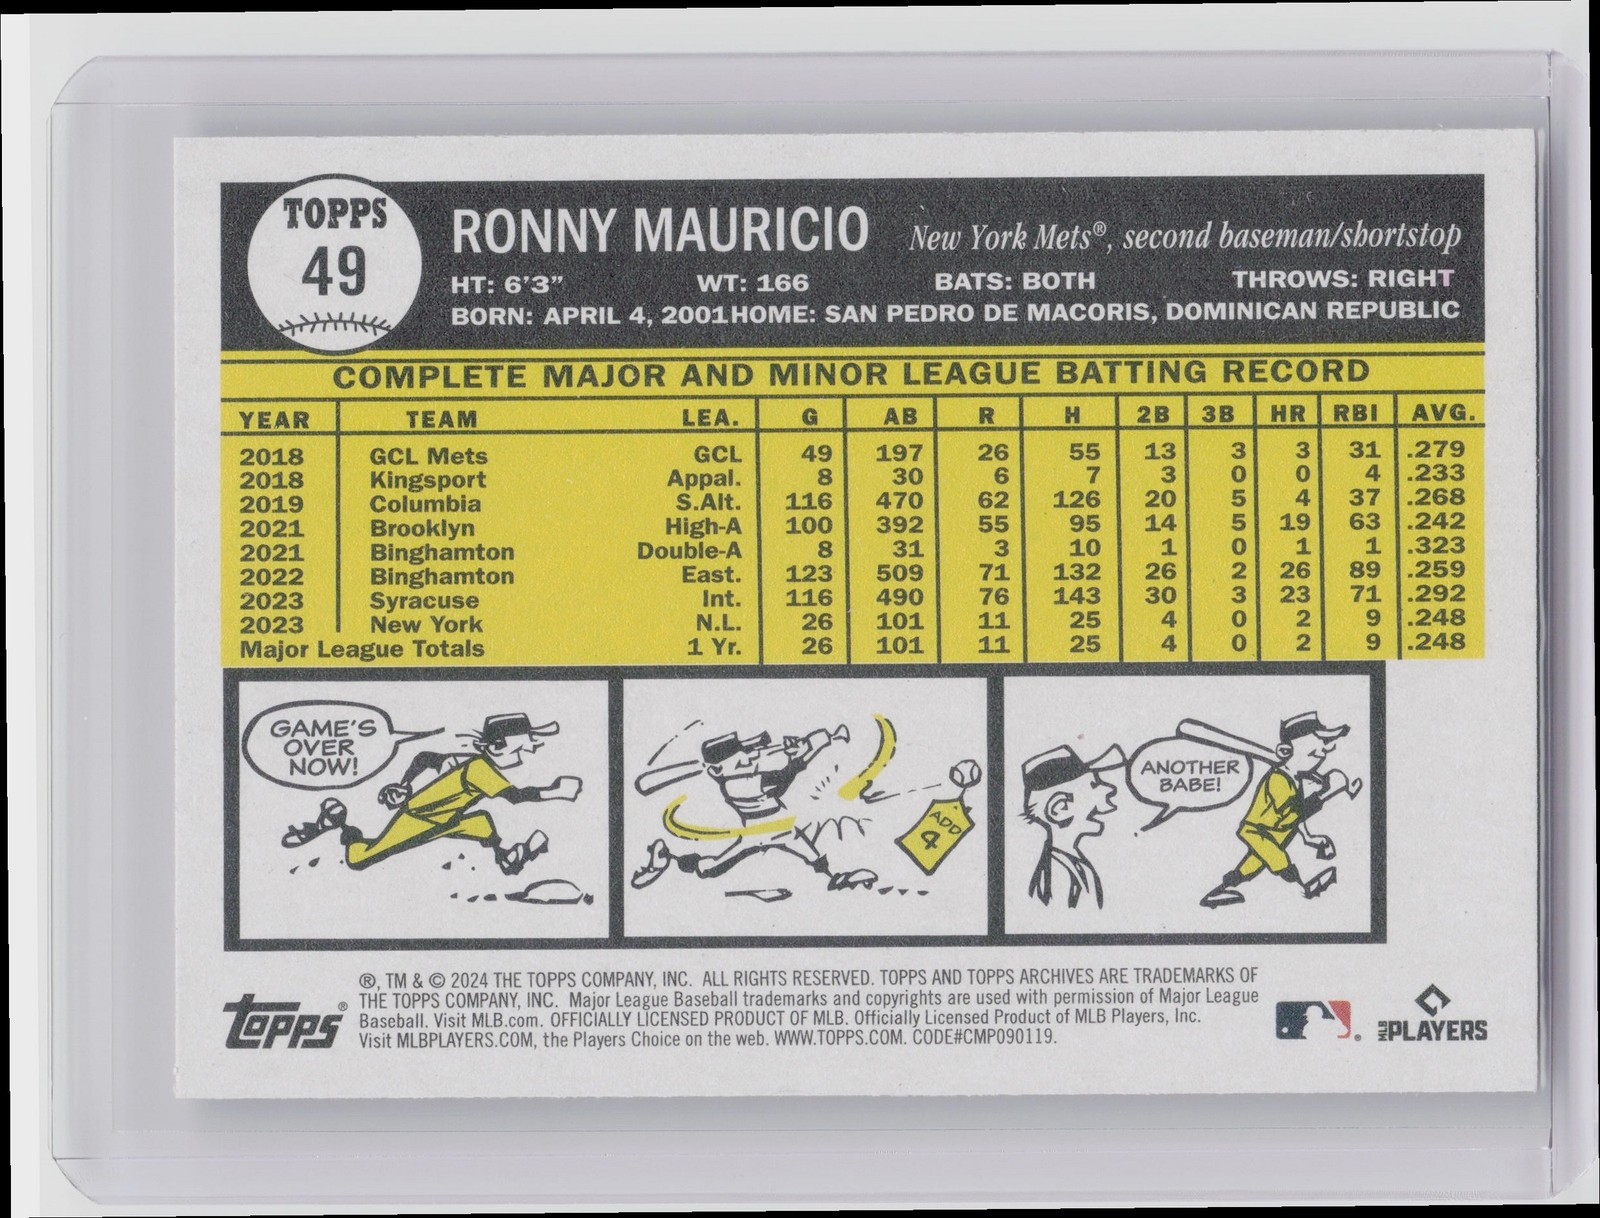 TOPPS
49
RONNY MAURICIO New York Mets®, second baseman/shortstop
HT: 6'3" WT: 166 BATS: BOTH THROWS: RIGHT
BORN: APRIL 4, 2001 HOME: SAN PEDRO DE MACORIS, DOMINICAN REPUBLIC
COMPLETE MAJOR AND MINOR LEAGUE BATTING RECORD
YEAR TEAM LEA. G AB R H 2B 3B HR RBI AVG.
2018 GCL Mets GCL 49 197 26 55 13 3 3 31 .279
2018 Kingsport Appal. 8 30 6 7 3 0 0 4 .233
2019 Columbia S.Alt. 116 470 62 126 20 5 4 37 .268
2021 Brooklyn High-A 100 392 55 95 14 5 19 63 .242
2021 Binghamton Double-A 8 31 3 10 1 0 1 1 .323
2022 Binghamton East. 123 509 71 132 26 2 26 89 .259
2023 Syracuse Int. 116 490 76 143 30 3 23 71 .292
2023 New York N.L. 26 101 11 25 4 0 2 9 .248
Major League Totals 1 Yr. 26 101 11 25 4 0 2 9 .248
GAME'S
OVER
NOW!
ADD
4
ANOTHER
BABE!
®, TM & © 2024 THE TOPPS COMPANY, INC. ALL RIGHTS RESERVED. TOPPS AND TOPPS ARCHIVES ARE TRADEMARKS OF
THE TOPPS COMPANY, INC. Major League Baseball trademarks and copyrights are used with permission of Major League
Baseball. Visit MLB.com. OFFICIALLY LICENSED PRODUCT OF MLB. Officially Licensed Product of MLB Players, Inc.
Visit MLBPLAYERS.COM, the Players Choice on the web. WWW.TOPPS.COM. CODE#CMP090119.
topps®
MLB PLAYERS